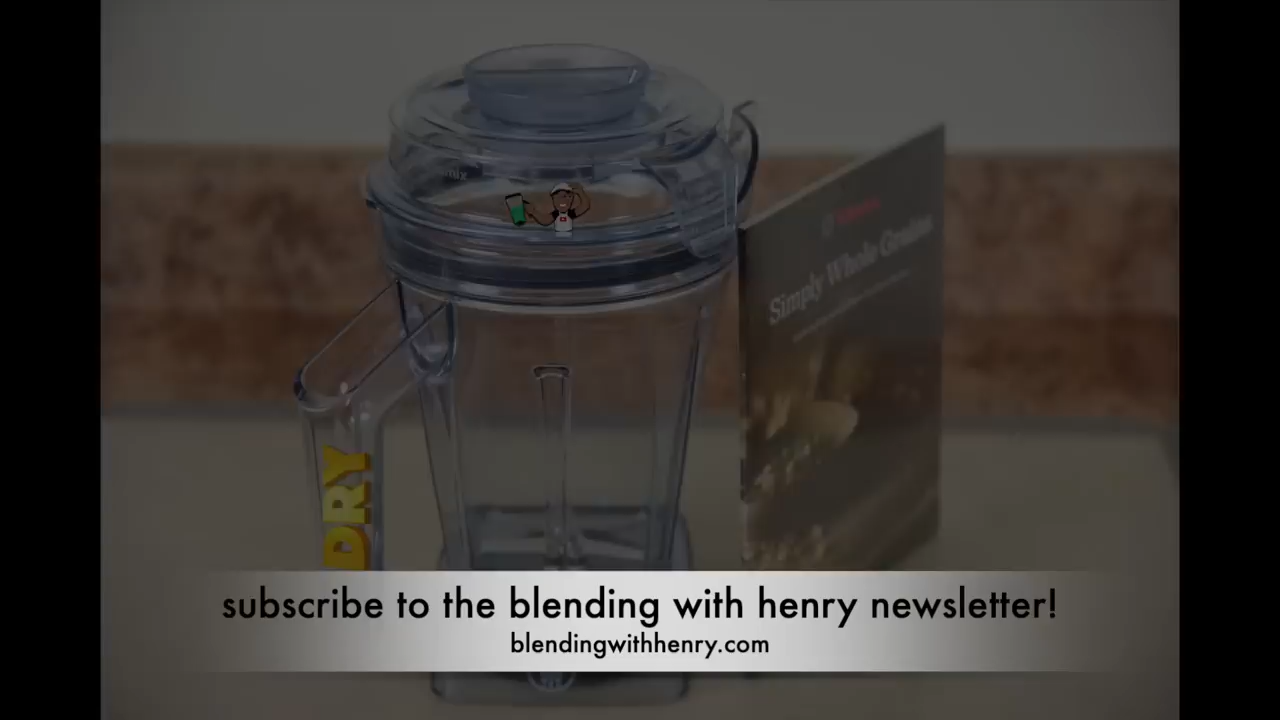 Simply Whole Grains
DRY
subscribe to the blending with henry newsletter!
blendingwithhenry.com